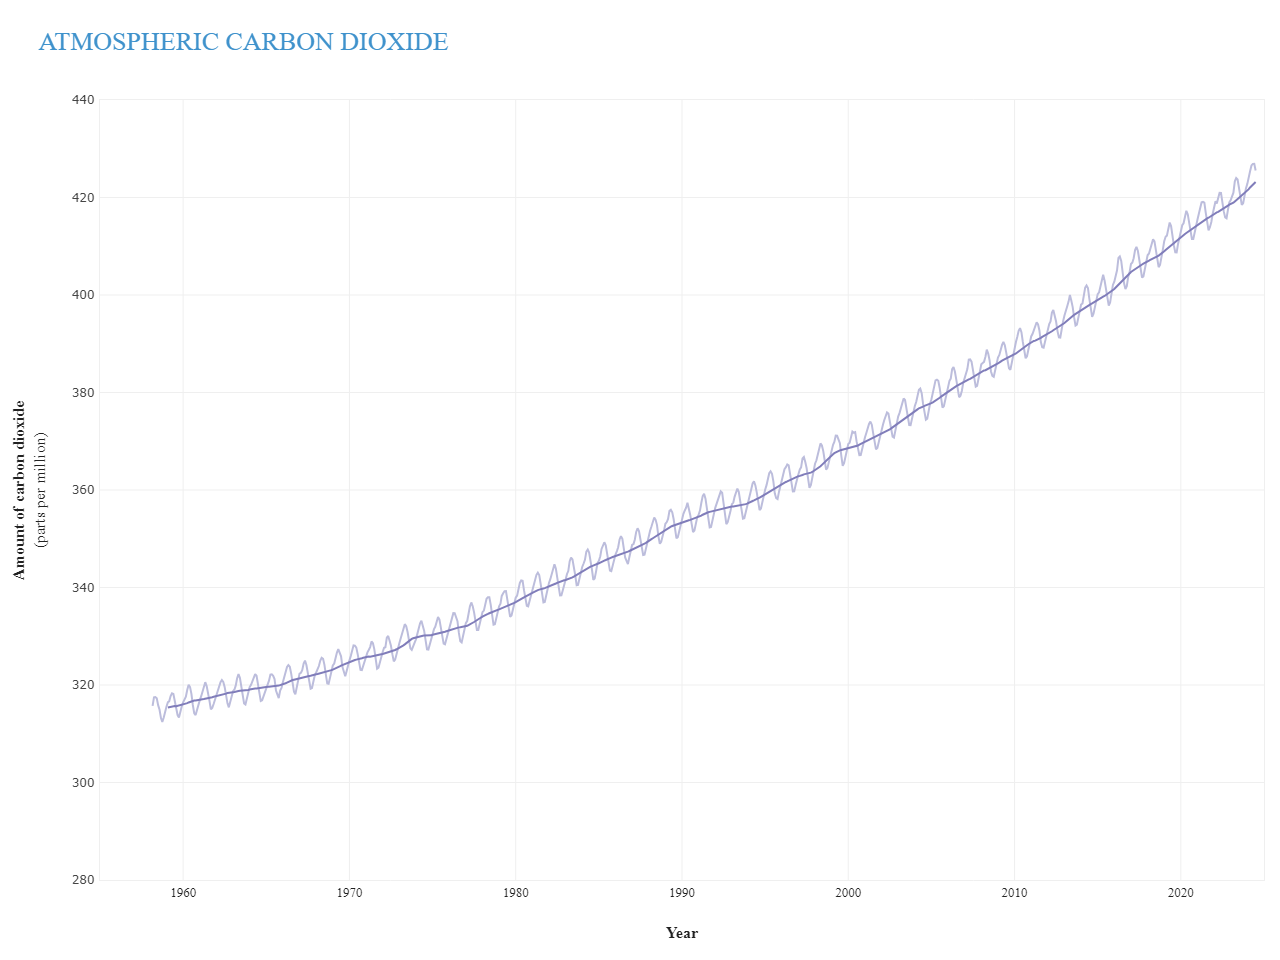 ATMOSPHERIC CARBON DIOXIDE
440
420
400
380
360
340
320
300
280
Amount of carbon dioxide
(parts per million)
1960 1970 1980 1990 2000 2010 2020
Year